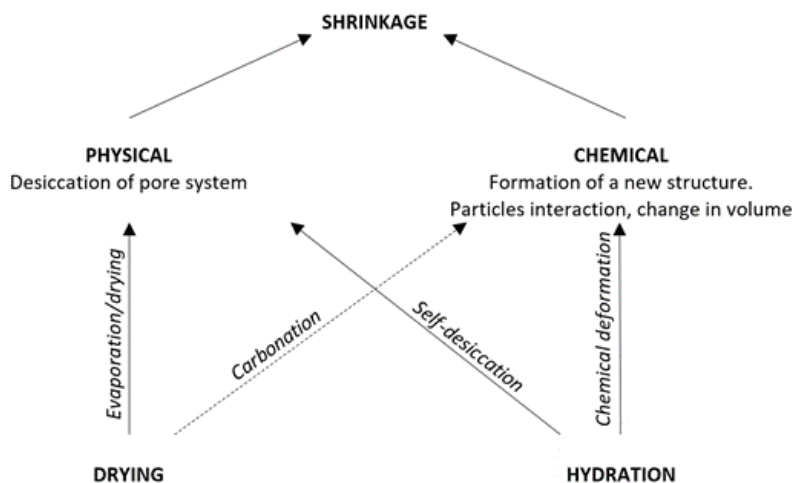 SHRINKAGE
PHYSICAL
Desiccation of pore system
CHEMICAL
Formation of a new structure.
Particles interaction, change in volume
Evaporation/drying
Carbonation
Self-desiccation
Chemical deformation
DRYING
HYDRATION